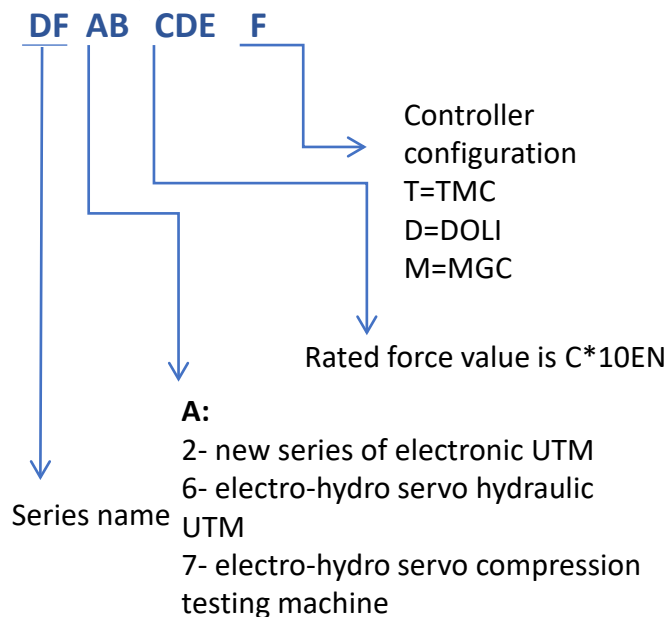 DF AB CDE F
Controller
configuration
T=TMC
D=DOLI
M=MGC
Rated force value is C*10EN
A:
2- new series of electronic UTM
6- electro-hydro servo hydraulic
UTM
7- electro-hydro servo compression
testing machine
Series name